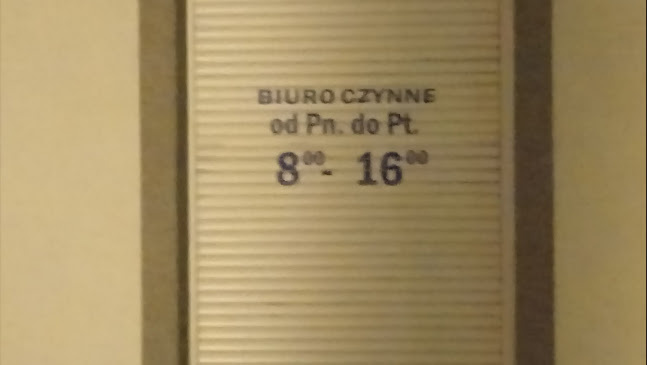 BIURO CZYNNE
od Pn. do Pt.
8⁰⁰- 16⁰⁰